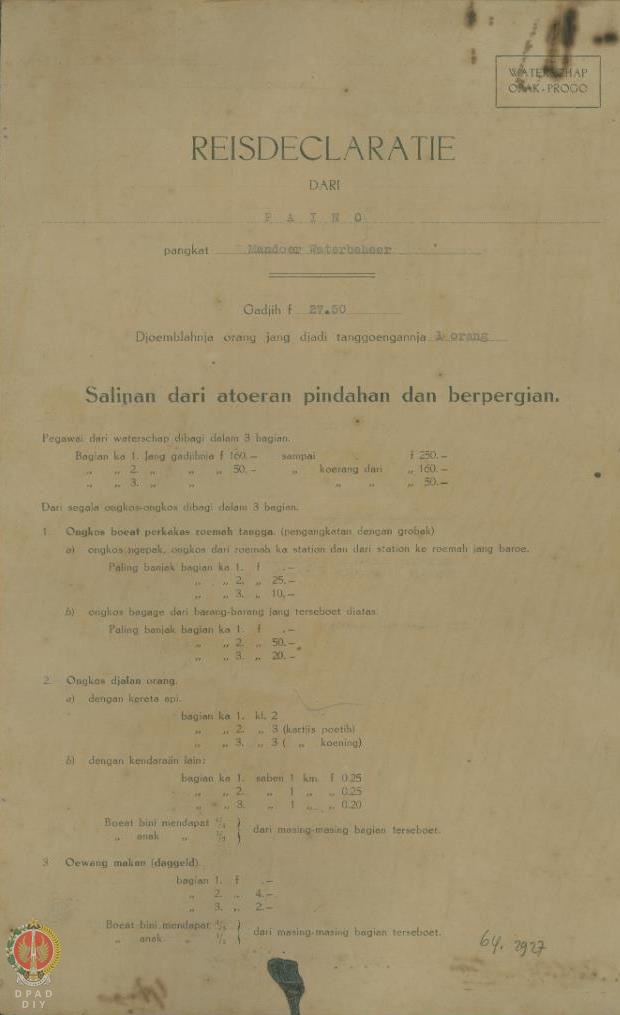 WATERSCHAP
OPAK-PROGO
REISDECLARATIE
DARI
PAINO
pangkat Mandoer Waterbeheer
Gadjih f 27.50
Djoemblahnja orang jang djadi tanggoengannja 1 orang
Salinan dari atoeran pindahan dan berpergian.
Pegawai dari waterschap dibagi dalam 3 bagian.
Bagian ka 1. Jang gadjihnja f 160.— sampai f 250.—
„ „ 2. „ „ „ 50.— „ koerang dari „ 160.—
„ „ 3. „ „ „ „ „ 50.—
Dari segala ongkos-ongkos dibagi dalam 3 bagian.
1. Ongkos boeat perkakas roemah tangga. (pengangkatan dengan grobak)
a) ongkos ngepak, ongkos dari roemah ka station dan dari station ke roemah jang baroe.
Paling banjak bagian ka 1. f .—
„ „ 2. „ 25.—
„ „ 3. „ 10.—
b) ongkos bagage dari barang-barang jang terseboet diatas.
Paling banjak bagian ka 1. f .—
„ „ 2. „ 50.—
„ „ 3. „ 20.—
2. Ongkos djalan orang.
a) dengan kereta api.
bagian ka 1. kl. 2
„ „ 2. „ 3 (kartjis poetih)
„ „ 3. „ 3 ( „ koening)
b) dengan kendaraän lain:
bagian ka 1. saben 1 km. f 0.25
„ „ 2. „ 1 „ „ 0.25
„ „ 3. „ 1 „ „ 0.20
Boeat bini mendapat
„ anak „ } dari masing-masing bagian terseboet.
3. Oewang makan (daggeld).
bagian 1. f .—
„ 2. „ 4.—
„ 3. „ 2.—
Boeat bini mendapat
„ anak „ } dari masing-masing bagian terseboet.
64. 2927
DPAD
DIY